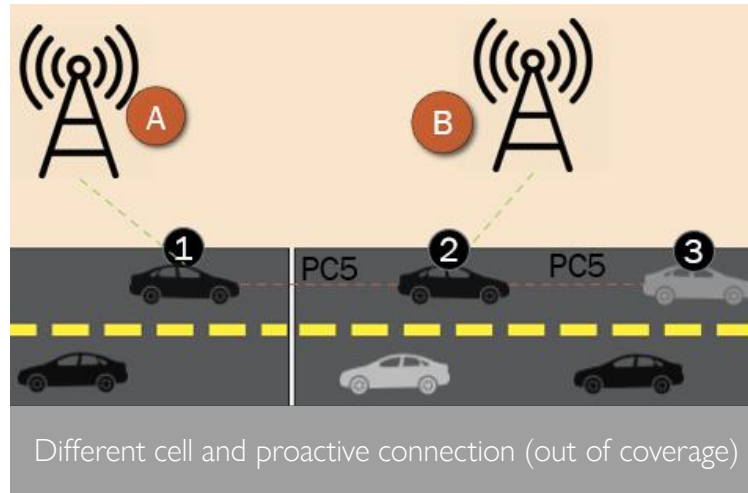 A
B
1
2
3
PC5
PC5
Different cell and proactive connection (out of coverage)